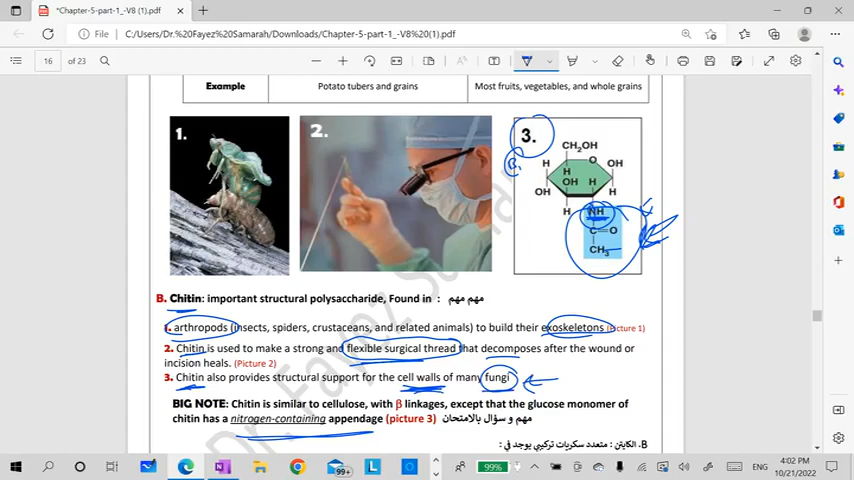 *Chapter-5-part-1_-V8 (1).pdf
File
C:/Users/Dr.%20Fayez%20Samarah/Downloads/Chapter-5-part-1_-V8%20(1).pdf
16 of 23
Example
Potato tubers and grains
Most fruits, vegetables, and whole grains
1.
2.
3.
CH2OH
O
OH
H
OH H
OH
H
H
NH
C=O
CH3
B. Chitin: important structural polysaccharide, Found in : مهم مهم
1. arthropods (insects, spiders, crustaceans, and related animals) to build their exoskeletons (Picture 1)
2. Chitin is used to make a strong and flexible surgical thread that decomposes after the wound or
incision heals. (Picture 2)
3. Chitin also provides structural support for the cell walls of many fungi
BIG NOTE: Chitin is similar to cellulose, with β linkages, except that the glucose monomer of
chitin has a nitrogen-containing appendage (picture 3) مهم و سؤال بالامتحان
B. الكايتن : متعدد سكريات تركيبي يوجد في :
99+
99%
ENG
4:02 PM
10/21/2022